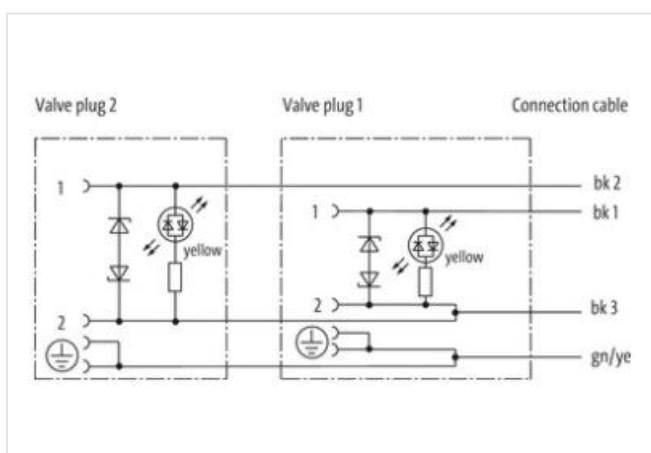 Valve plug 2 Valve plug 1 Connection cable
1 bk 2
1 bk 1
yellow yellow
2 bk 3
2
gn/ye